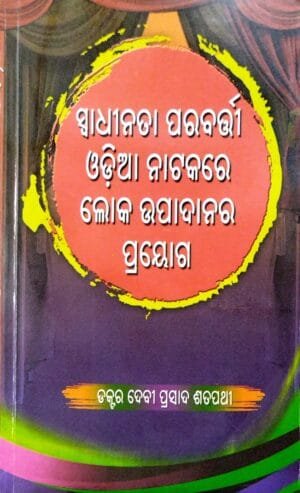 ସ୍ୱାଧୀନତା ପରବର୍ତ୍ତୀ
ଓଡ଼ିଆ ନାଟକରେ
ଲୋକ ଉପାଦାନର
ପ୍ରୟୋଗ
ଡକ୍ଟର ଦେବୀ ପ୍ରସାଦ ଶତପଥୀ